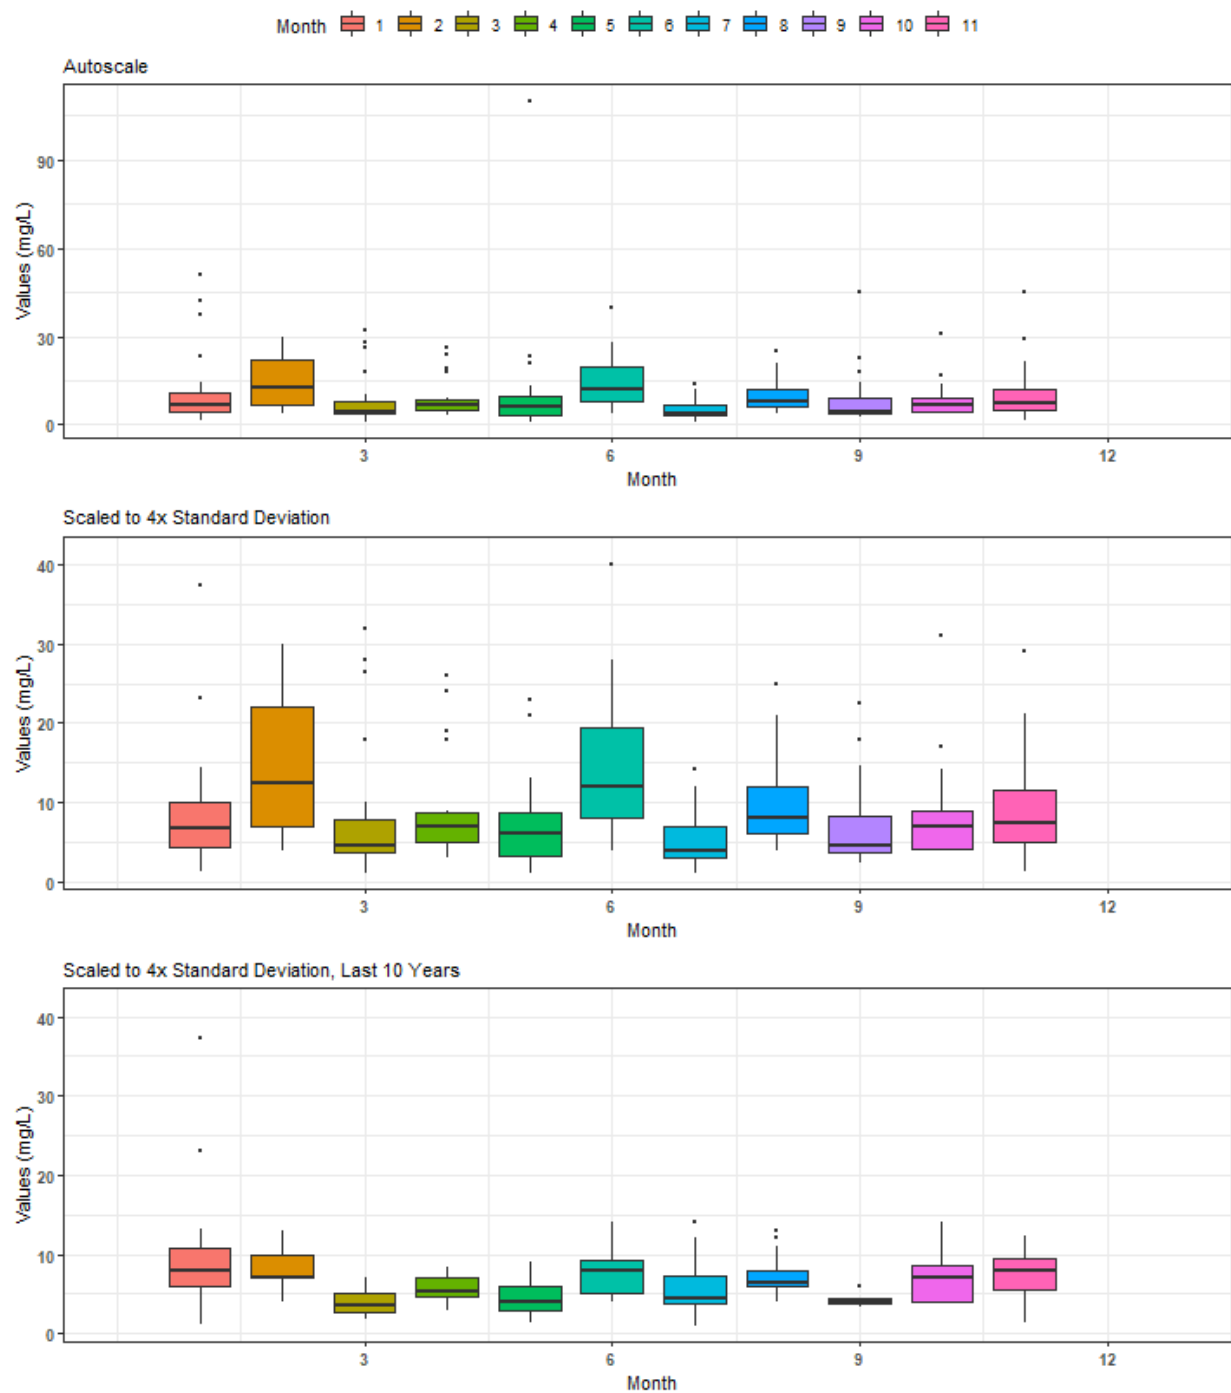 Month 1 2 3 4 5 6 7 8 9 10 11
Autoscale
90
60
30
0
Values (mg/L)
3 6 9 12
Month
Scaled to 4x Standard Deviation
40
30
20
10
0
Values (mg/L)
3 6 9 12
Month
Scaled to 4x Standard Deviation, Last 10 Years
40
30
20
10
0
Values (mg/L)
3 6 9 12
Month